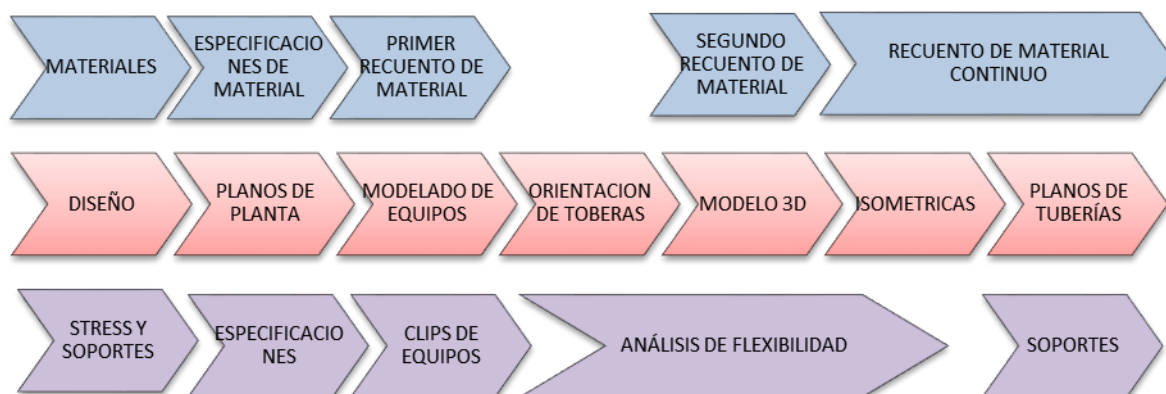 MATERIALES
ESPECIFICACIO
NES DE
MATERIAL
PRIMER
RECUENTO DE
MATERIAL
SEGUNDO
RECUENTO DE
MATERIAL
RECUENTO DE MATERIAL
CONTINUO
DISEÑO
PLANOS DE
PLANTA
MODELADO DE
EQUIPOS
ORIENTACION
DE TOBERAS
MODELO 3D
ISOMETRICAS
PLANOS DE
TUBERÍAS
STRESS Y
SOPORTES
ESPECIFICACIO
NES
CLIPS DE
EQUIPOS
ANÁLISIS DE FLEXIBILIDAD
SOPORTES